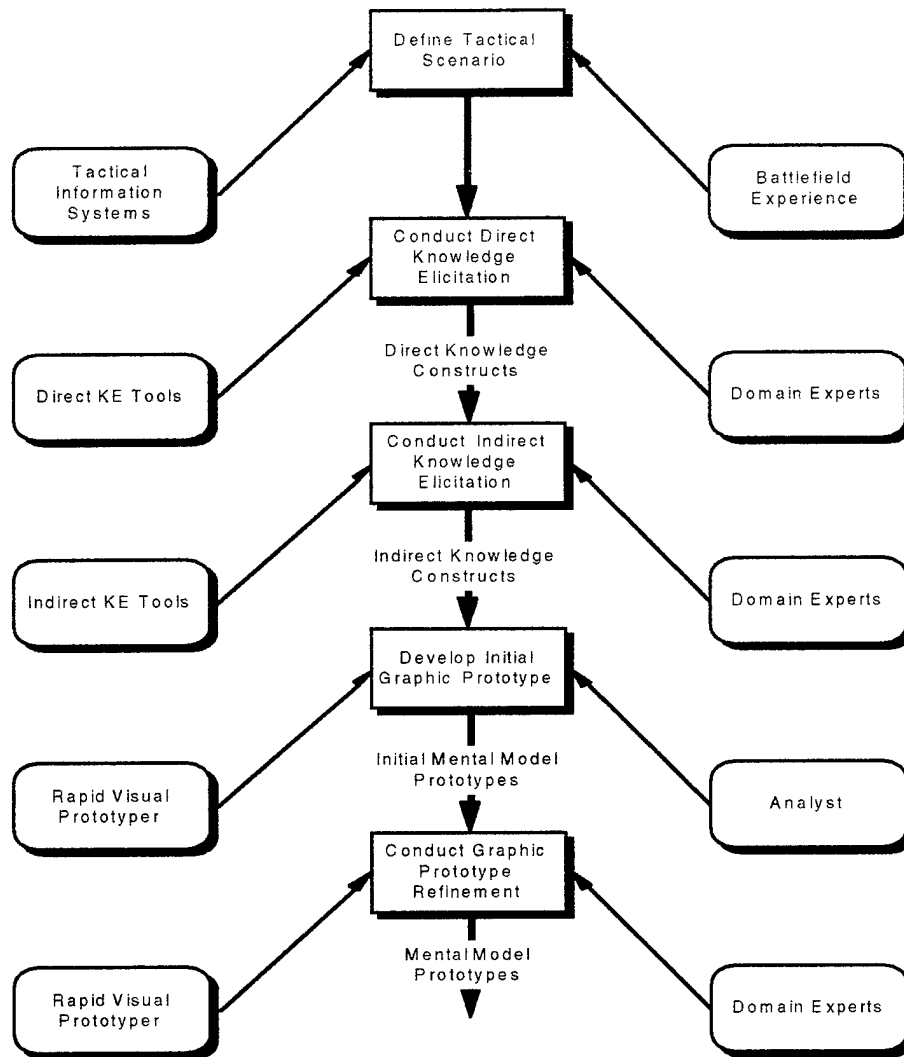 Define Tactical
Scenario
Tactical
Information
Systems
Battlefield
Experience
Conduct Direct
Knowledge
Elicitation
Direct Knowledge
Constructs
Direct KE Tools
Domain Experts
Conduct Indirect
Knowledge
Elicitation
Indirect Knowledge
Constructs
Indirect KE Tools
Domain Experts
Develop Initial
Graphic Prototype
Initial Mental Model
Prototypes
Rapid Visual
Prototyper
Analyst
Conduct Graphic
Prototype
Refinement
Mental Model
Prototypes
Rapid Visual
Prototyper
Domain Experts